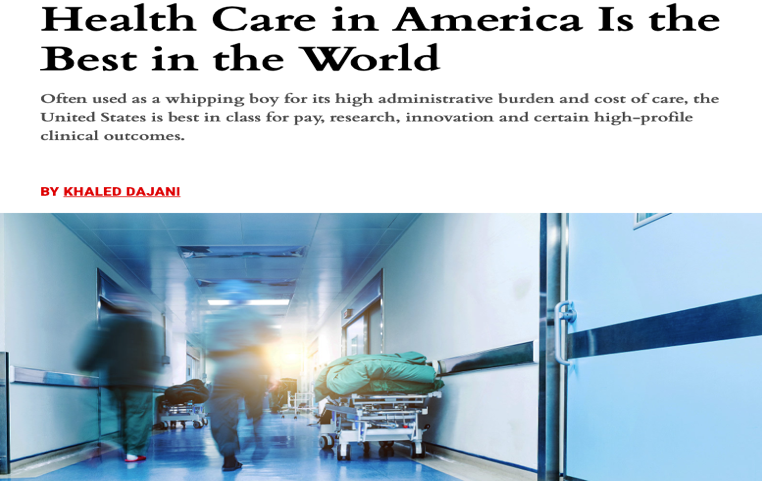 Health Care in America Is the
Best in the World
Often used as a whipping boy for its high administrative burden and cost of care, the
United States is best in class for pay, research, innovation and certain high-profile
clinical outcomes.
BY KHALED DAJANI